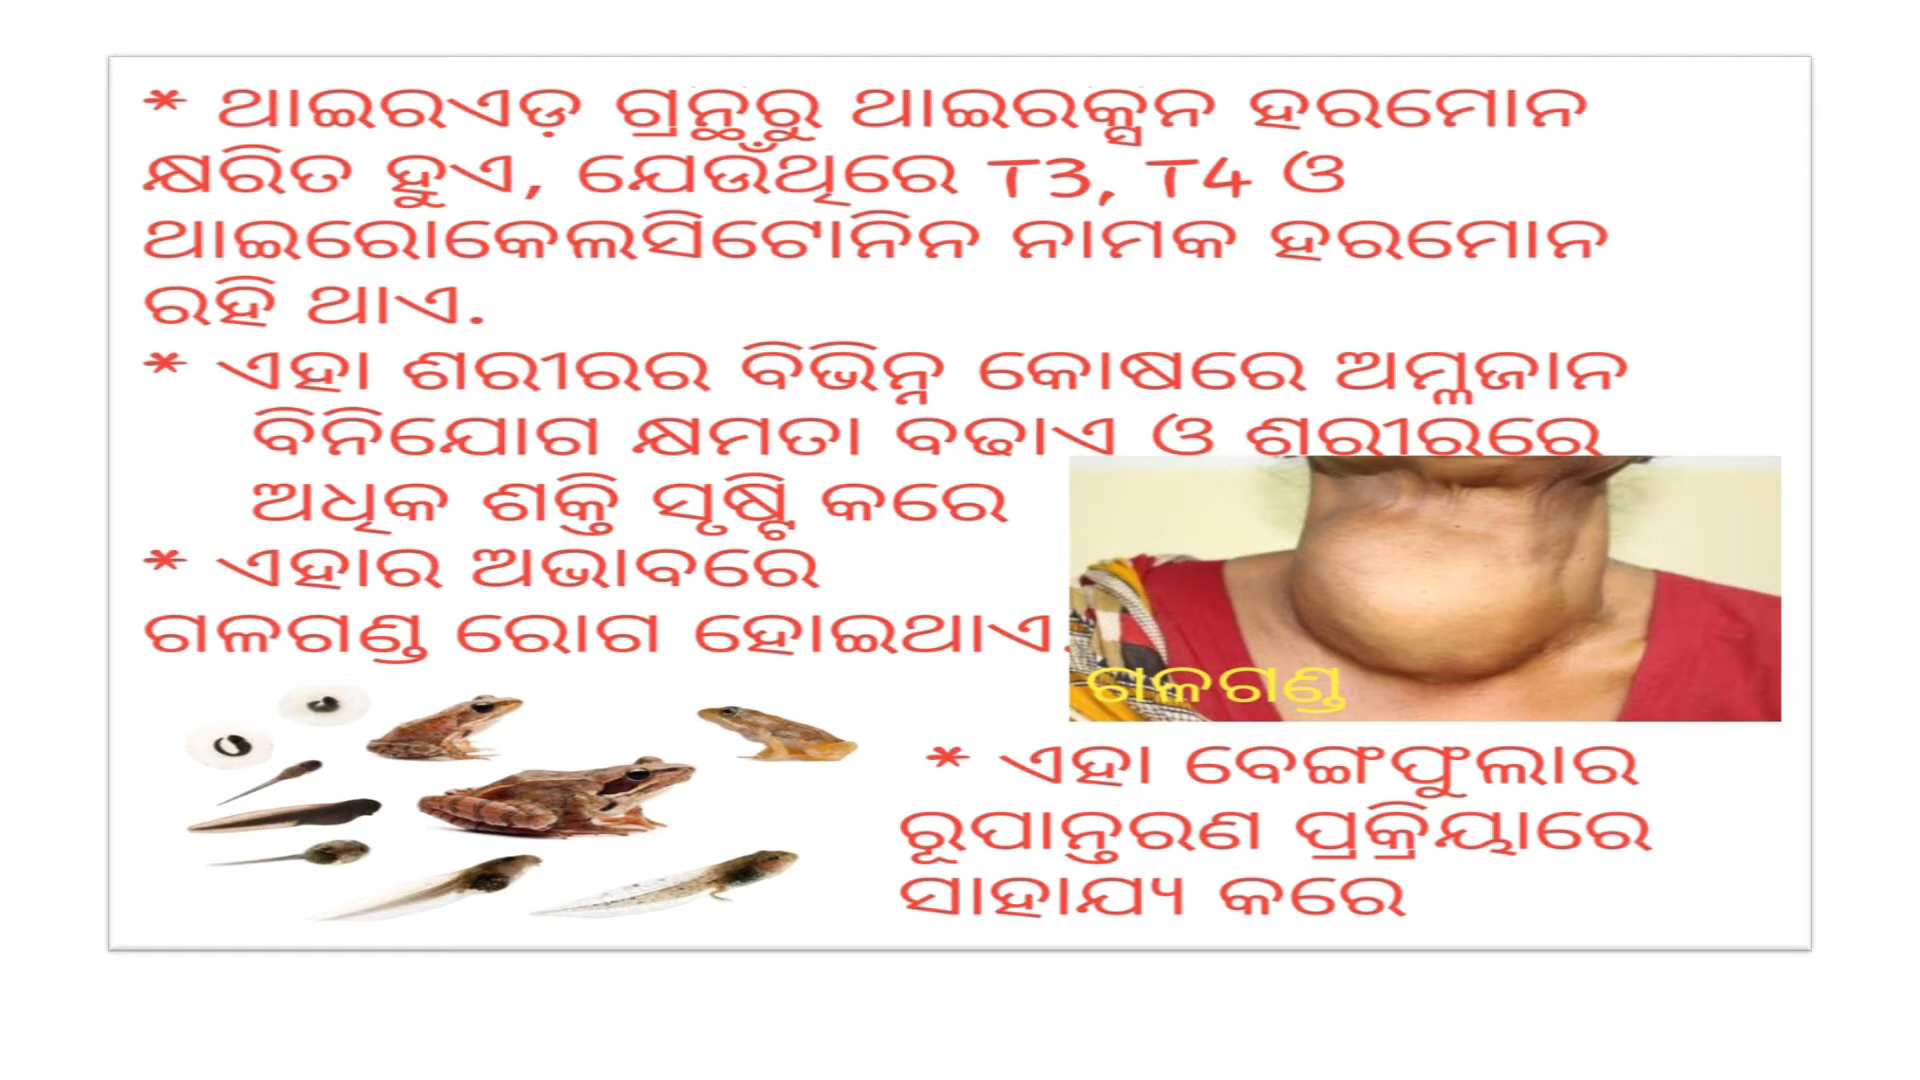 * ଥାଇରଏଡ଼ ଗ୍ରନ୍ଥିରୁ ଥାଇରକ୍ସିନ ହରମୋନ
କ୍ଷରିତ ହୁଏ, ଯେଉଁଥିରେ T3, T4 ଓ
ଥାଇରୋକେଲସିଟୋନିନ ନାମକ ହରମୋନ
ରହି ଥାଏ.
* ଏହା ଶରୀରର ବିଭିନ୍ନ କୋଷରେ ଅମ୍ଳଜାନ
ବିନିଯୋଗ କ୍ଷମତା ବଢାଏ ଓ ଶରୀରରେ
ଅଧିକ ଶକ୍ତି ସୃଷ୍ଟି କରେ
* ଏହାର ଅଭାବରେ
ଗଳଗଣ୍ଡ ରୋଗ ହୋଇଥାଏ.
ଗଳଗଣ୍ଡ
* ଏହା ବେଙ୍ଗଫୁଲାର
ରୂପାନ୍ତରଣ ପ୍ରକ୍ରିୟାରେ
ସାହାଯ୍ୟ କରେ